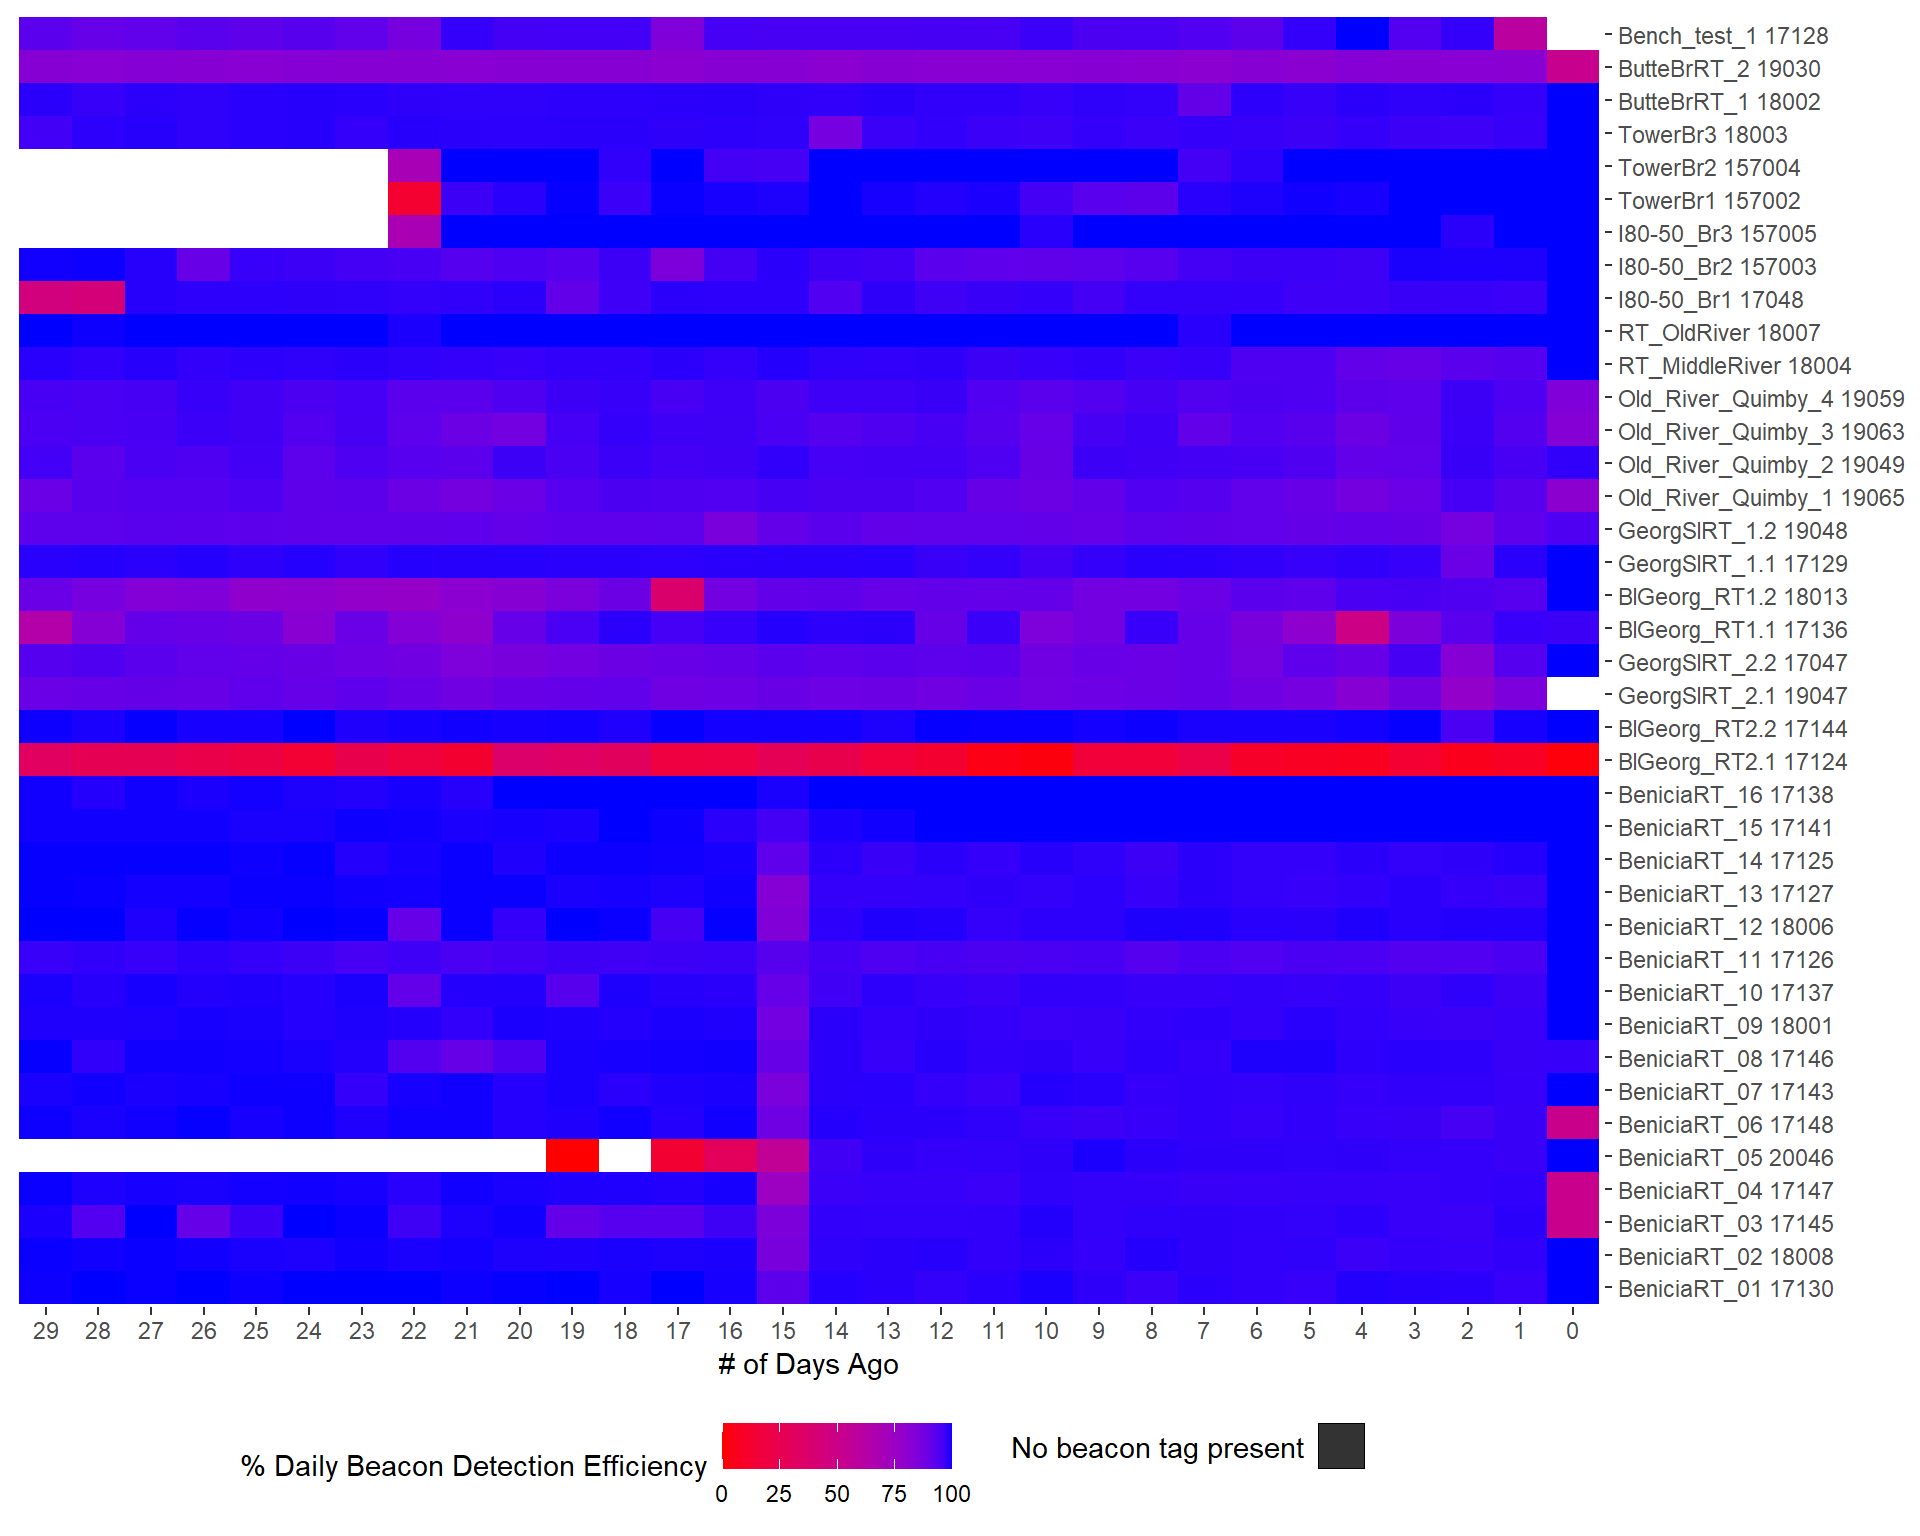 Bench_test_1 17128
ButteBrRT_2 19030
ButteBrRT_1 18002
TowerBr3 18003
TowerBr2 157004
TowerBr1 157002
I80-50_Br3 157005
I80-50_Br2 157003
I80-50_Br1 17048
RT_OldRiver 18007
RT_MiddleRiver 18004
Old_River_Quimby_4 19059
Old_River_Quimby_3 19063
Old_River_Quimby_2 19049
Old_River_Quimby_1 19065
GeorgSlRT_1.2 19048
GeorgSlRT_1.1 17129
BlGeorg_RT1.2 18013
BlGeorg_RT1.1 17136
GeorgSlRT_2.2 17047
GeorgSlRT_2.1 19047
BlGeorg_RT2.2 17144
BlGeorg_RT2.1 17124
BeniciaRT_16 17138
BeniciaRT_15 17141
BeniciaRT_14 17125
BeniciaRT_13 17127
BeniciaRT_12 18006
BeniciaRT_11 17126
BeniciaRT_10 17137
BeniciaRT_09 18001
BeniciaRT_08 17146
BeniciaRT_07 17143
BeniciaRT_06 17148
BeniciaRT_05 20046
BeniciaRT_04 17147
BeniciaRT_03 17145
BeniciaRT_02 18008
BeniciaRT_01 17130
29 28 27 26 25 24 23 22 21 20 19 18 17 16 15 14 13 12 11 10 9 8 7 6 5 4 3 2 1 0
# of Days Ago
% Daily Beacon Detection Efficiency
0 25 50 75 100
No beacon tag present